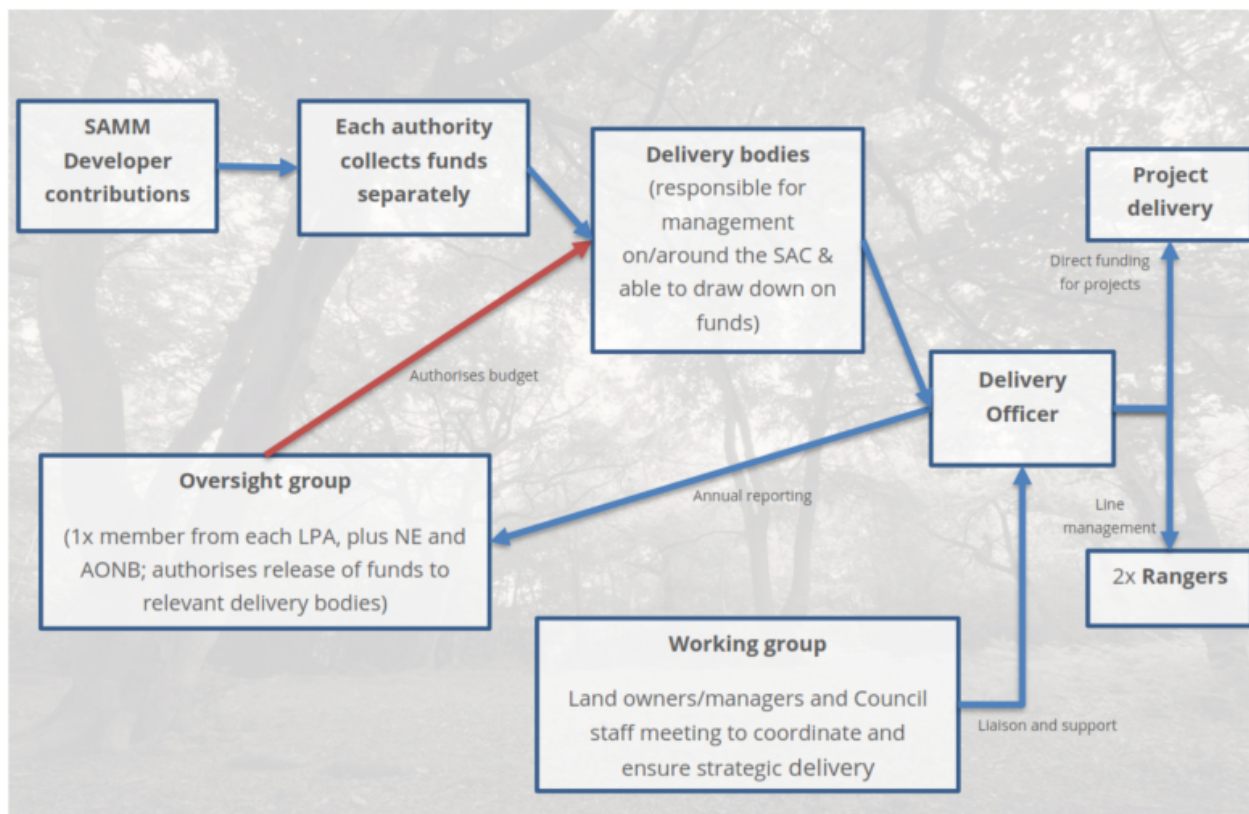 SAMM
Developer
contributions
Each authority
collects funds
separately
Delivery bodies
(responsible for
management
on/around the SAC &
able to draw down on
funds)
Project
delivery
Direct funding
for projects
Authorises budget
Delivery
Officer
Oversight group
(1x member from each LPA, plus NE and
AONB; authorises release of funds to
relevant delivery bodies)
Annual reporting
Line
management
2x Rangers
Working group
Land owners/managers and Council
staff meeting to coordinate and
ensure strategic delivery
Liaison and support